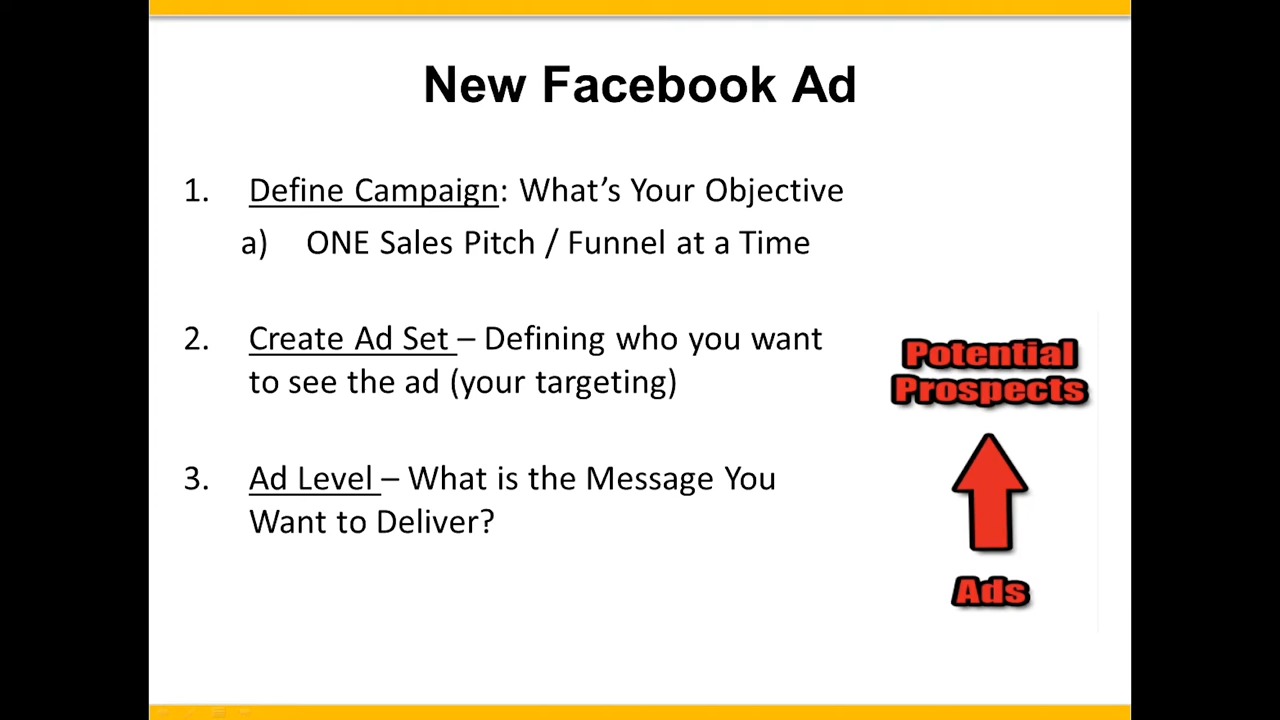 New Facebook Ad
1. Define Campaign: What’s Your Objective
a) ONE Sales Pitch / Funnel at a Time
2. Create Ad Set – Defining who you want
to see the ad (your targeting)
3. Ad Level – What is the Message You
Want to Deliver?
Potential
Prospects
Ads